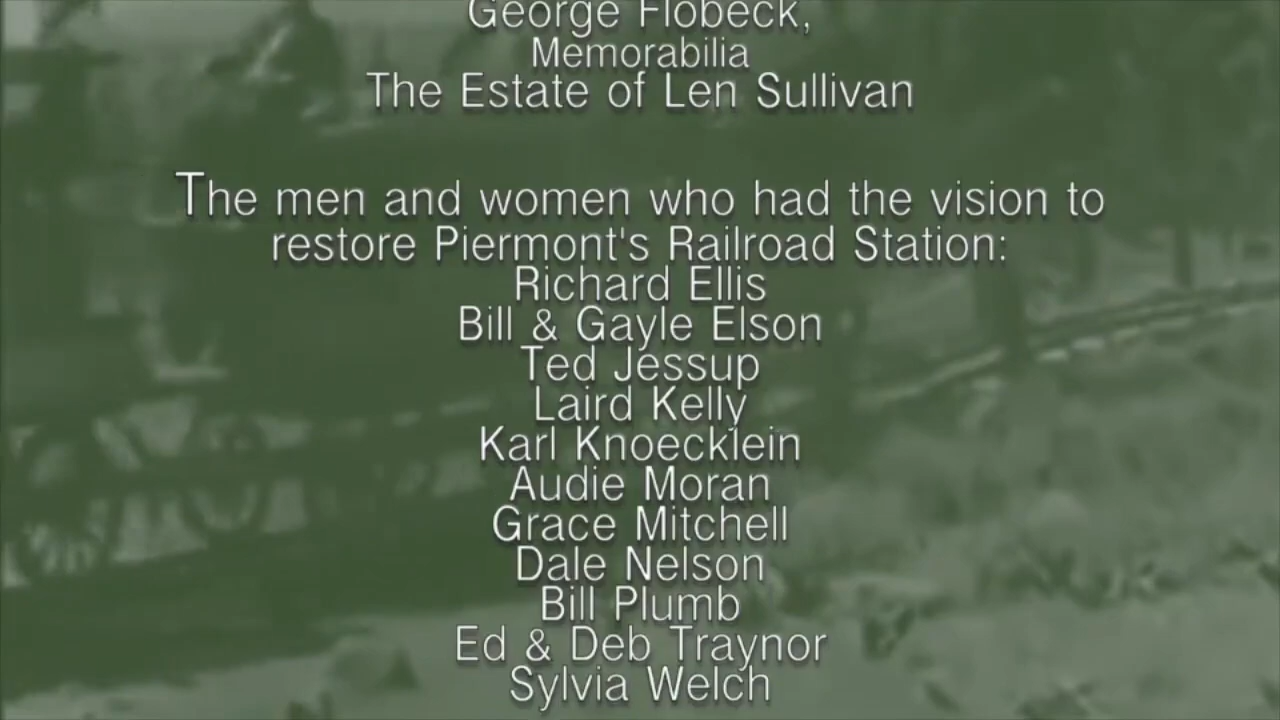 George Flobeck,
Memorabilia
The Estate of Len Sullivan
The men and women who had the vision to
restore Piermont's Railroad Station:
Richard Ellis
Bill & Gayle Elson
Ted Jessup
Laird Kelly
Karl Knoecklein
Audie Moran
Grace Mitchell
Dale Nelson
Bill Plumb
Ed & Deb Traynor
Sylvia Welch